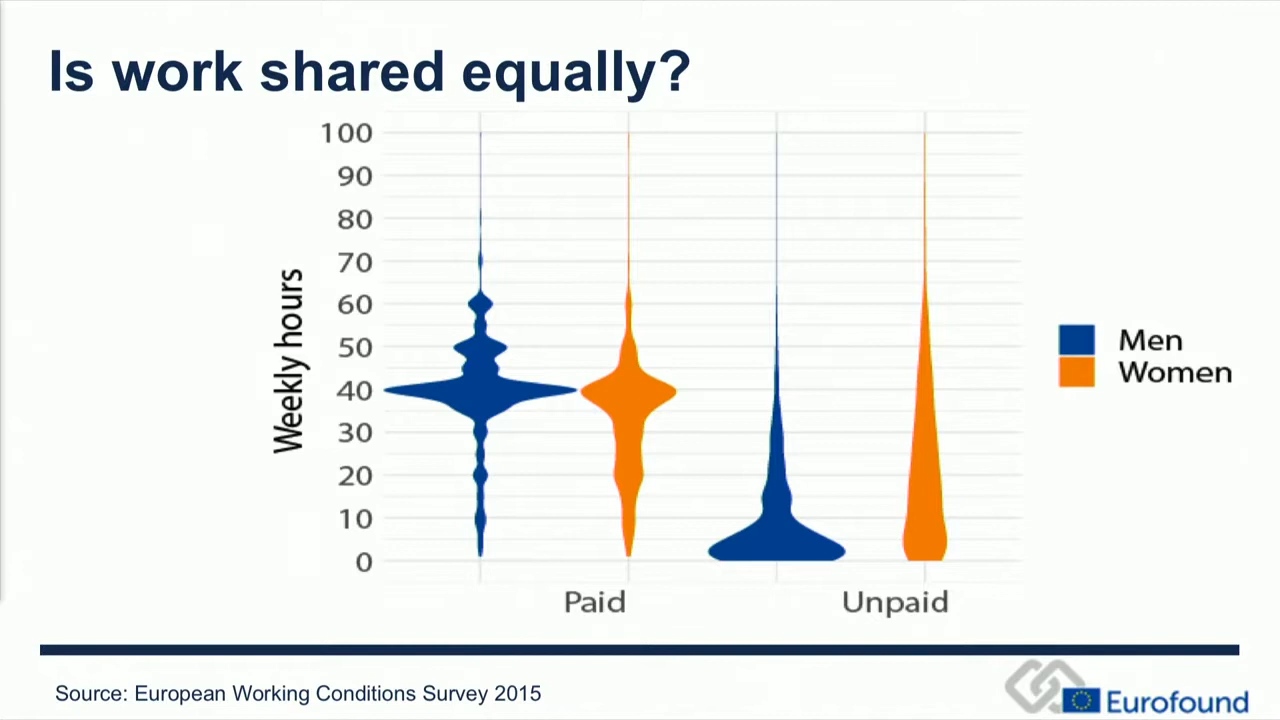 Is work shared equally?
100
90
80
70
60
50
40
30
20
10
0
Weekly hours
Paid
Unpaid
Men
Women
Source: European Working Conditions Survey 2015
Eurofound